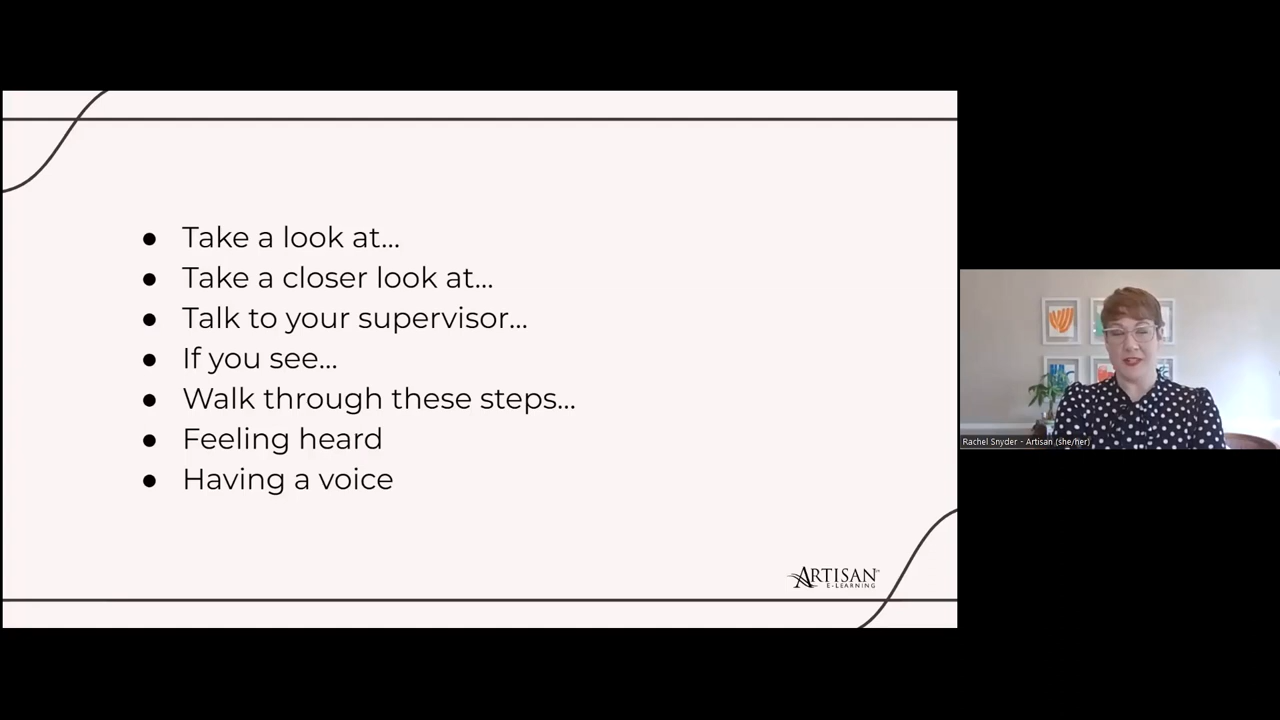 ● Take a look at...
● Take a closer look at...
● Talk to your supervisor...
● If you see...
● Walk through these steps...
● Feeling heard
● Having a voice
ARTISAN
E-LEARNING
Rachel Snyder - Artisan (she/her)